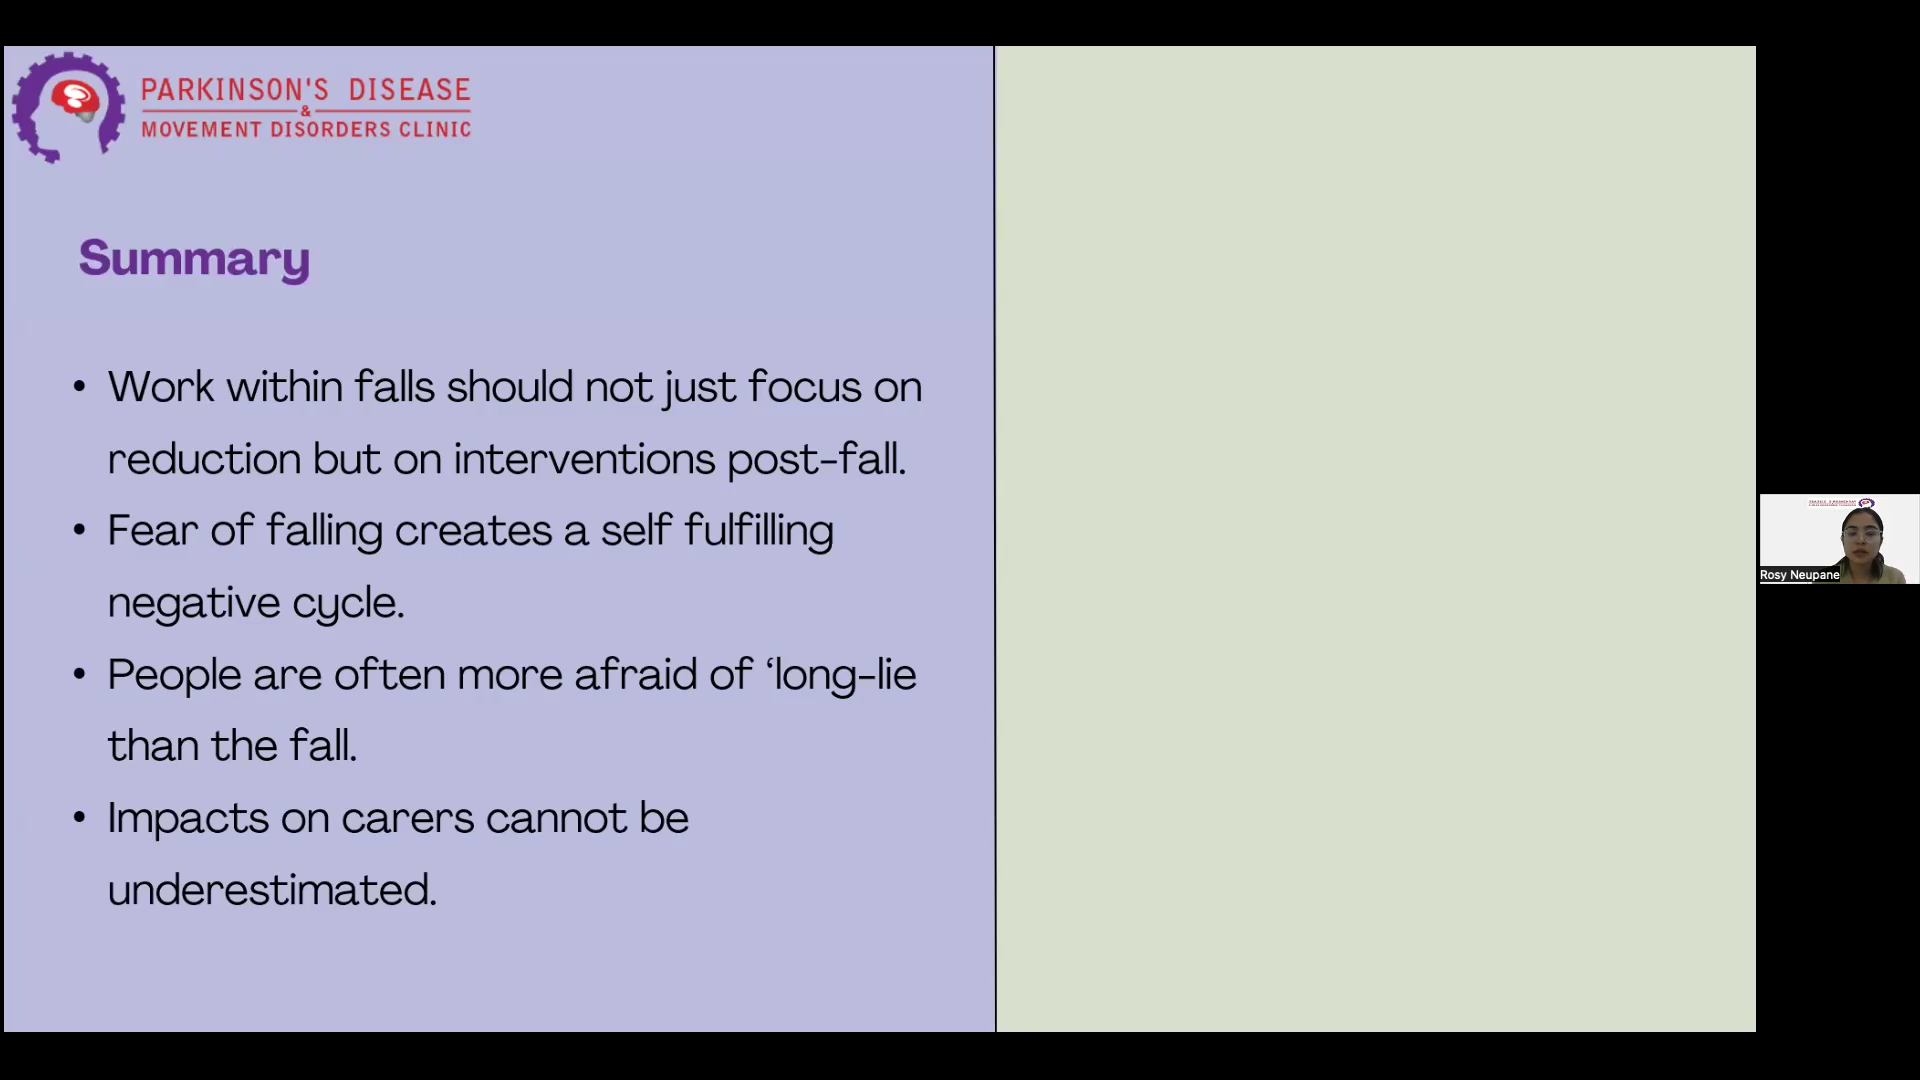 PARKINSON'S DISEASE
&
MOVEMENT DISORDERS CLINIC
Summary
• Work within falls should not just focus on
reduction but on interventions post-fall.
• Fear of falling creates a self fulfilling
negative cycle.
• People are often more afraid of ‘long-lie
than the fall.
• Impacts on carers cannot be
underestimated.
Rosy Neupane